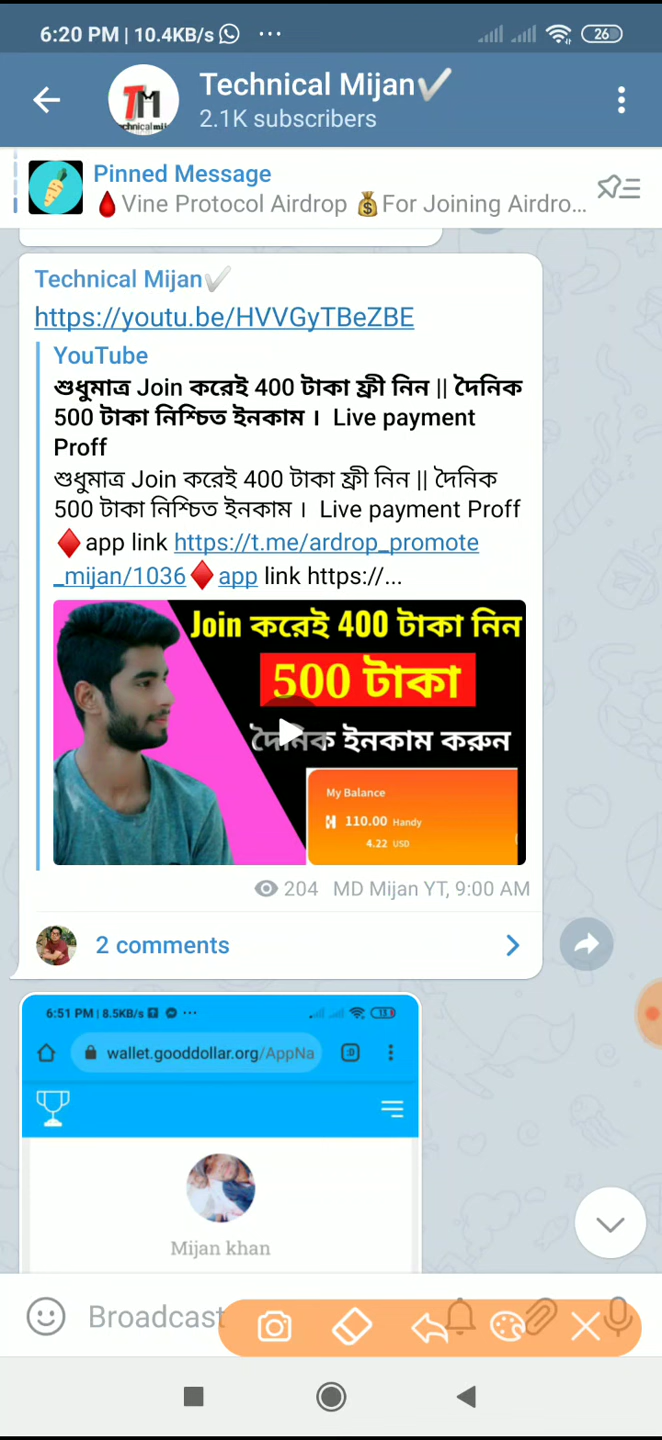 6:20 PM | 10.4KB/s ...
26
TM
Technical Mijan✔
2.1K subscribers
Pinned Message
🩸Vine Protocol Airdrop 💰For Joining Airdro...
Technical Mijan✔
https://youtu.be/HVVGyTBeZBE
YouTube
শুধুমাত্র Join করেই 400 টাকা ফ্রী নিন || দৈনিক
500 টাকা নিশ্চিত ইনকাম । Live payment
Proff
শুধুমাত্র Join করেই 400 টাকা ফ্রী নিন || দৈনিক
500 টাকা নিশ্চিত ইনকাম । Live payment Proff
♦️app link https://t.me/ardrop_promote
_mijan/1036♦️app link https://...
Join করেই 400 টাকা নিন
500 টাকা
দৈনিক ইনকাম করুন
My Balance
110.00 Handy
4.22 USD
204 MD Mijan YT, 9:00 AM
2 comments
6:51 PM | 8.5KB/s ...
wallet.gooddollar.org/AppNa
:D
Mijan khan
Broadcast